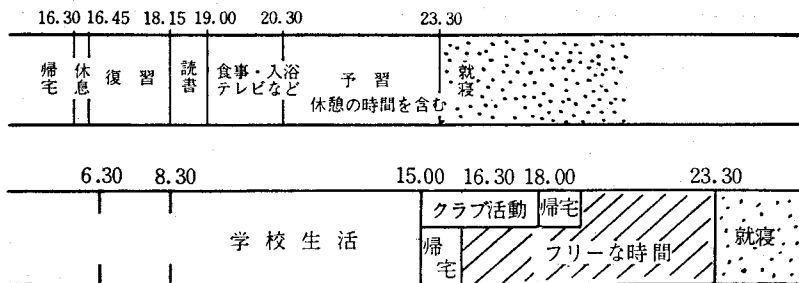 16.30 16.45 18.15 19.00 20.30 23.30
帰宅 休息 復習 読書 食事・入浴 予習 就寝
テレビなど 休憩の時間を含む
6.30 8.30 15.00 16.30 18.00 23.30
クラブ活動 帰宅
学校生活 帰宅 フリーな時間 就寝